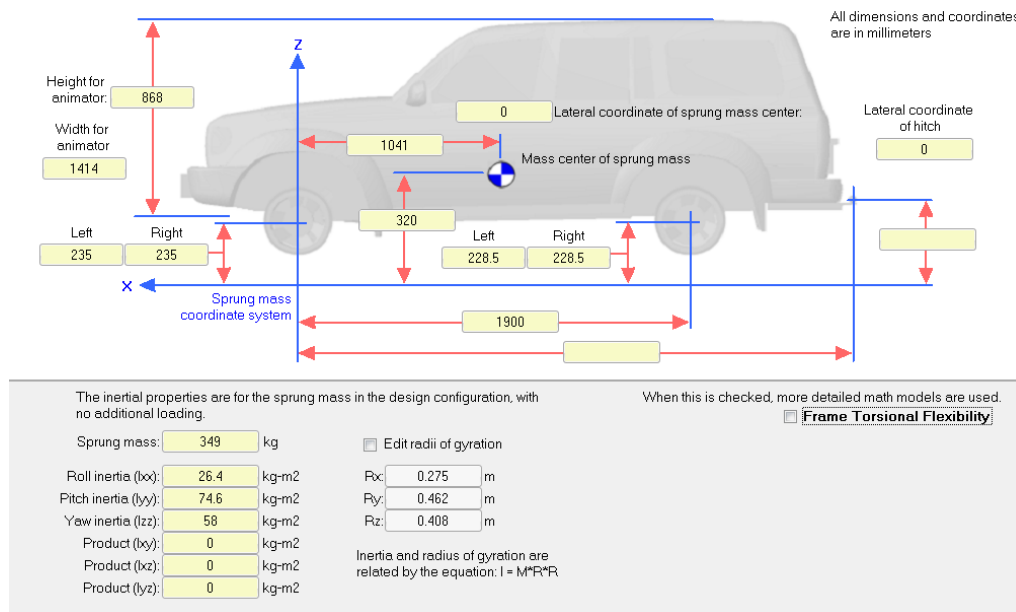 All dimensions and coordinates
are in millimeters
Z
Height for
animator: 868
0 Lateral coordinate of sprung mass center:
Lateral coordinate
of hitch
0
Width for
animator
1414
1041
Mass center of sprung mass
320
Left Right
235 235
Left Right
228.5 228.5
X
Sprung mass
coordinate system
1900
The inertial properties are for the sprung mass in the design configuration, with
no additional loading.
When this is checked, more detailed math models are used.
Frame Torsional Flexibility
Sprung mass: 349 kg
Edit radii of gyration
Roll inertia (Ixx): 26.4 kg-m2
Rx: 0.275 m
Pitch inertia (Iyy): 74.6 kg-m2
Ry: 0.462 m
Yaw inertia (Izz): 58 kg-m2
Rz: 0.408 m
Product (Ixy): 0 kg-m2
Product (Ixz): 0 kg-m2
Product (Iyz): 0 kg-m2
Inertia and radius of gyration are
related by the equation: I = M*R*R